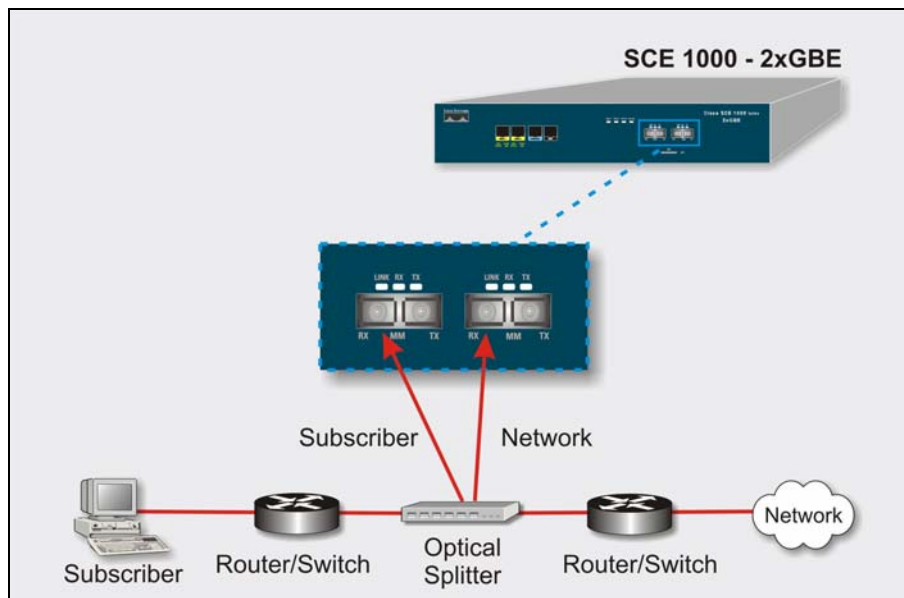 SCE 1000 - 2xGBE
LINK RX TX
LINK RX TX
RX MM TX
RX MM TX
Subscriber
Network
Network
Subscriber
Router/Switch
Optical
Splitter
Router/Switch